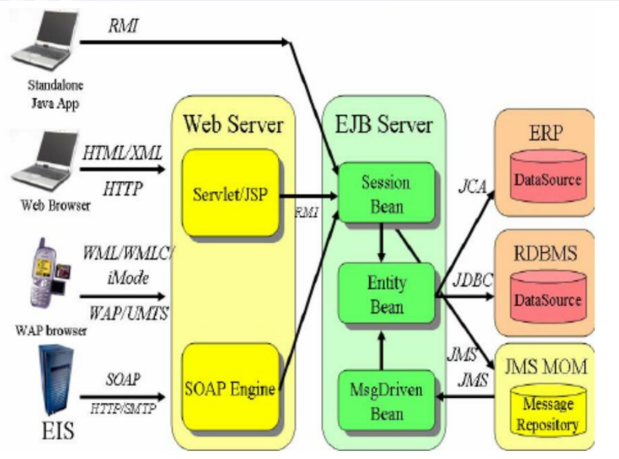 RMI
Standalone
Java App
Web Server
EJB Server
ERP
DataSource
HTML/XML
HTTP
Web Browser
Servlet/JSP
RMI
Session
Bean
JCA
WML/WMLC/
iMode
WAP/UMTS
WAP browser
Entity
Bean
JDBC
RDBMS
DataSource
SOAP
HTTP/SMTP
EIS
SOAP Engine
MsgDriven
Bean
JMS
JMS
JMS MOM
Message
Repository